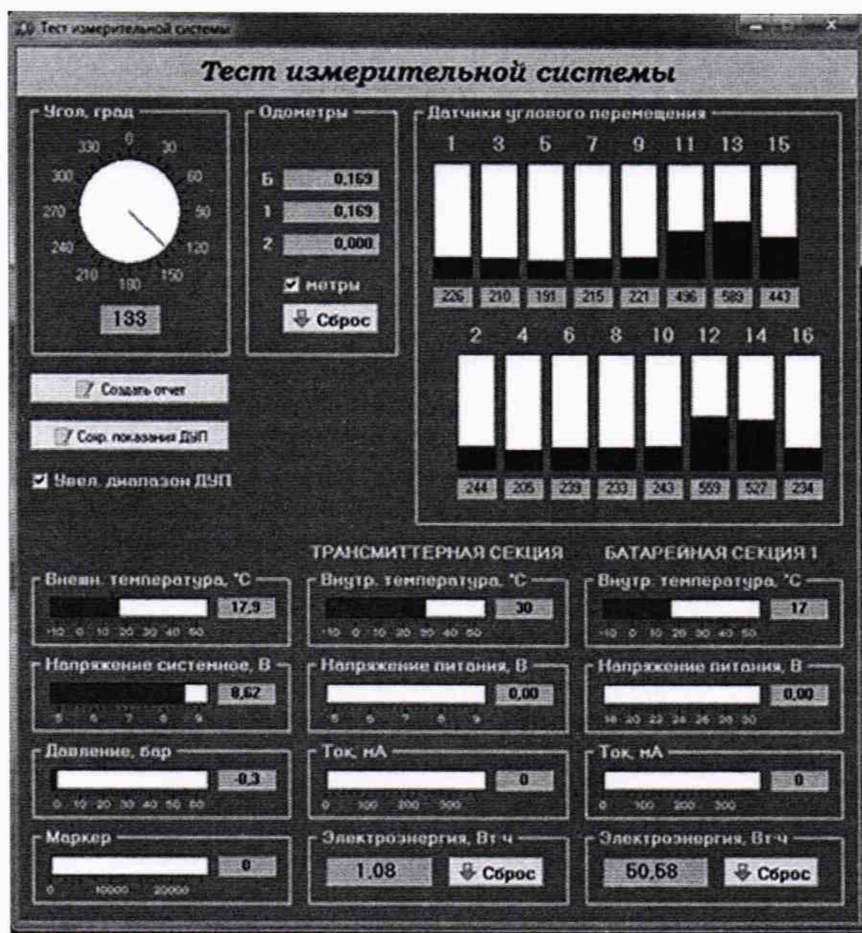 Тест измерительной системы
Тест измерительной системы
Угол, град
0
330 30
300 60
270 90
240 120
210 150
180
133
Одометры
Б 0,169
1 0,169
2 0,000
метры
Сброс
Датчики углового перемещения
1 3 5 7 9 11 13 15
226 210 191 215 221 496 589 443
2 4 6 8 10 12 14 16
244 205 239 233 243 559 527 234
Создать отчет
Сохр. показания ДУП
Увел. диапазон ДУП
ТРАНСМИТТЕРНАЯ СЕКЦИЯ БАТАРЕЙНАЯ СЕКЦИЯ 1
Внешн. температура, °C Внутр. температура, °C Внутр. температура, °C
17,9 30 17
-10 0 10 20 30 40 50 -10 0 10 20 30 40 50 -10 0 10 20 30 40 50
Напряжение системное, В Напряжение питания, В Напряжение питания, В
8,62 0,00 0,00
5 6 7 8 9 5 6 7 8 9 18 20 22 24 26 28 30
Давление, бар Ток, мА Ток, мА
-0,3 0 0
0 10 20 30 40 50 60 0 100 200 300 0 100 200 300
Маркер Электроэнергия, Вт·ч Электроэнергия, Вт·ч
0 1,08 Сброс 50,58 Сброс
0 10000 20000